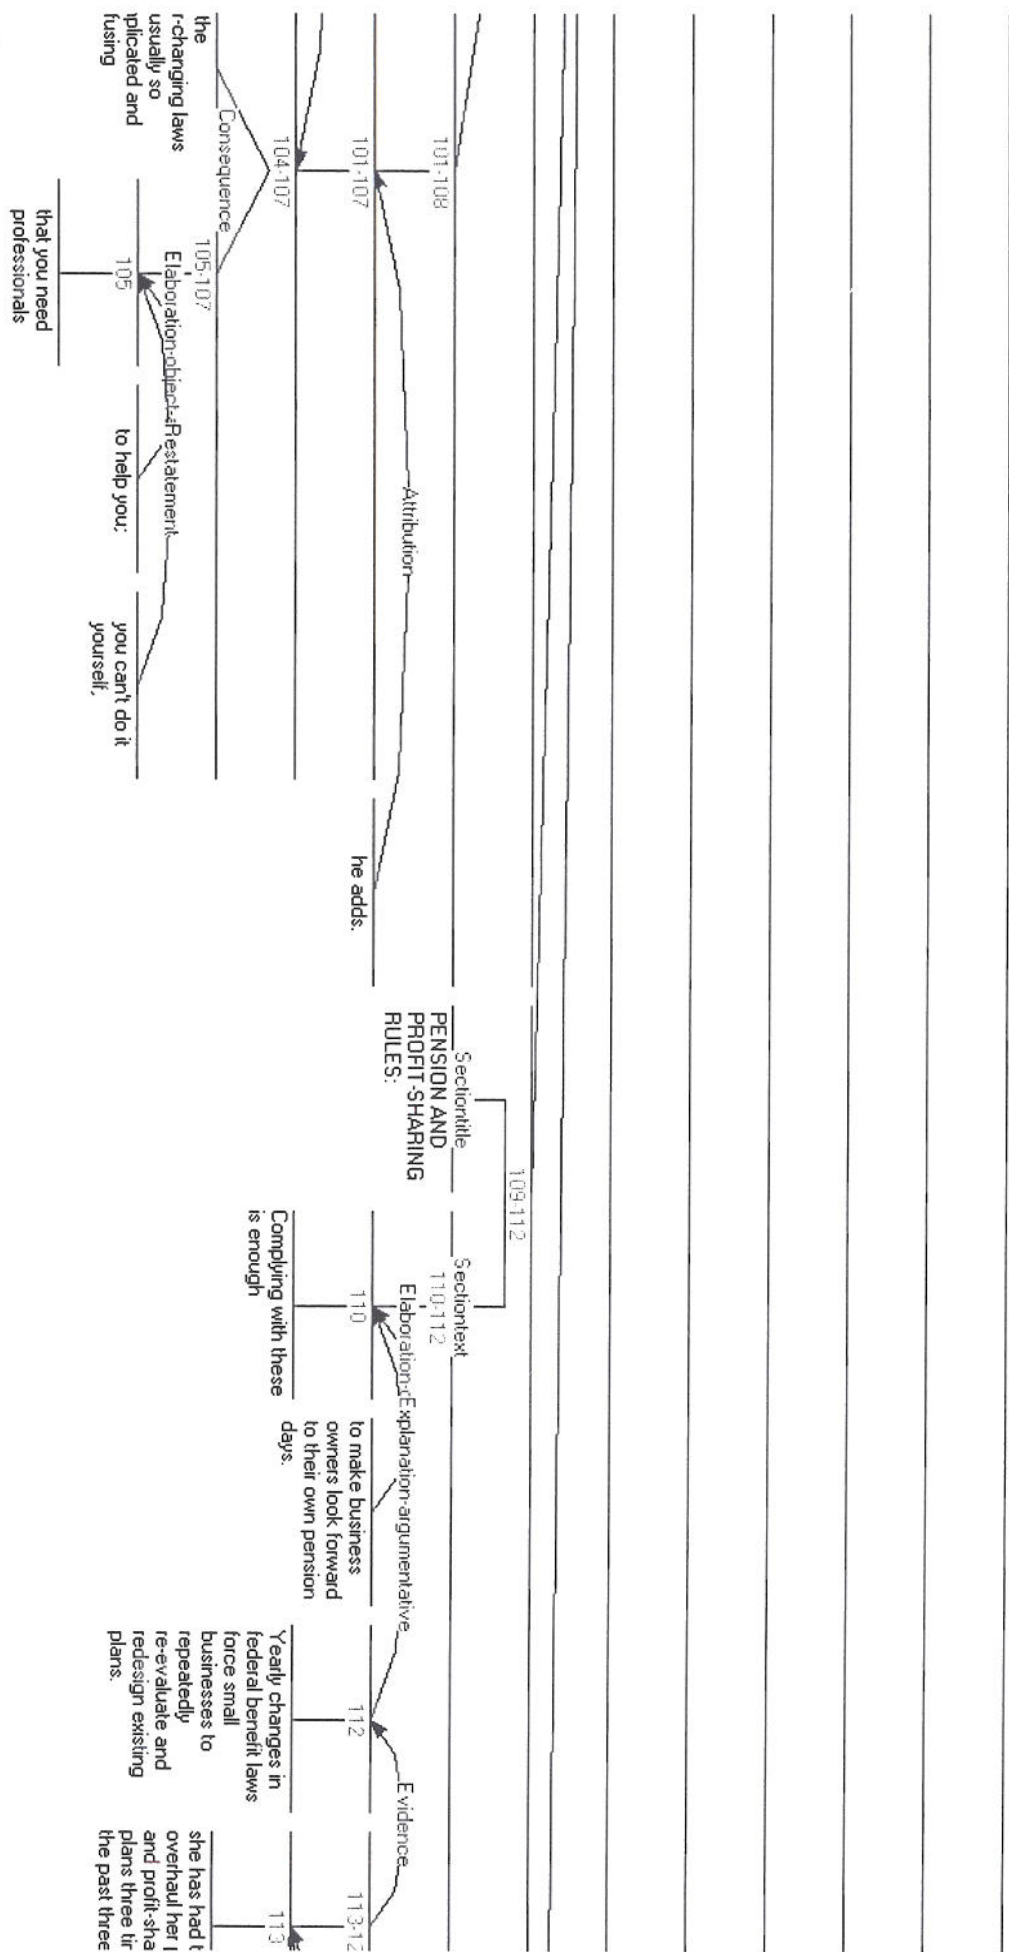 101-108
101-107
Attribution
104-107
Consequence
the
r-changing laws
usually so
plicated and
fusing
105-107
Elaboration-object-
Restatement
105
that you need
professionals
to help you;
you can't do it
yourself,
he adds.
109-112
Sectiontitle
PENSION AND
PROFIT-SHARING
RULES:
Sectiontext
110-112
Explanation-argumentative
110
Complying with these
is enough
to make business
owners look forward
to their own pension
days.
Evidence
112
Yearly changes in
federal benefit laws
force small
businesses to
repeatedly
re-evaluate and
redesign existing
plans.
113-12
113
she has had t
overhaul her
and profit-sha
plans three tir
the past three